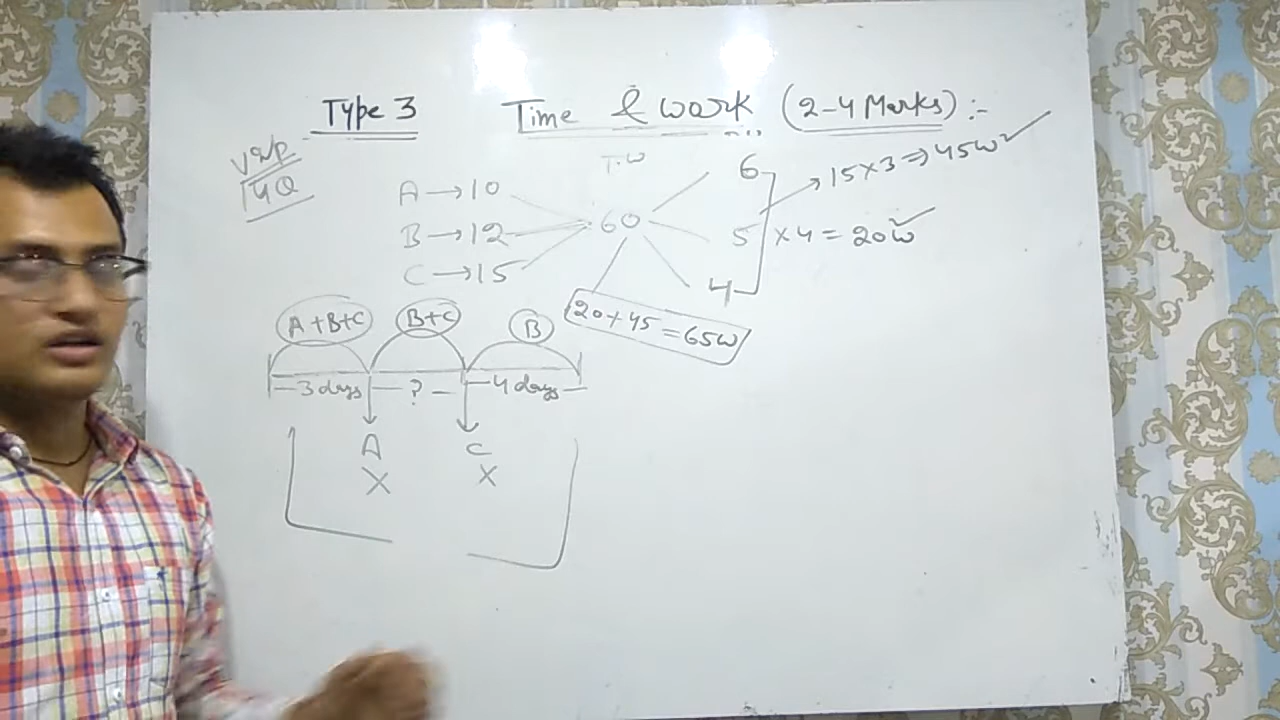 Type 3 Time & work (2-4 Marks) :-
VVIP
4Q
T.W
A → 10
B → 12
C → 15
60
6
5
4
→ 15×3 ⇒ 45W ✓
×4 = 20W ✓
20+45 = 65W
A+B+C B+C B
3 days ? 4 days
A C
X X